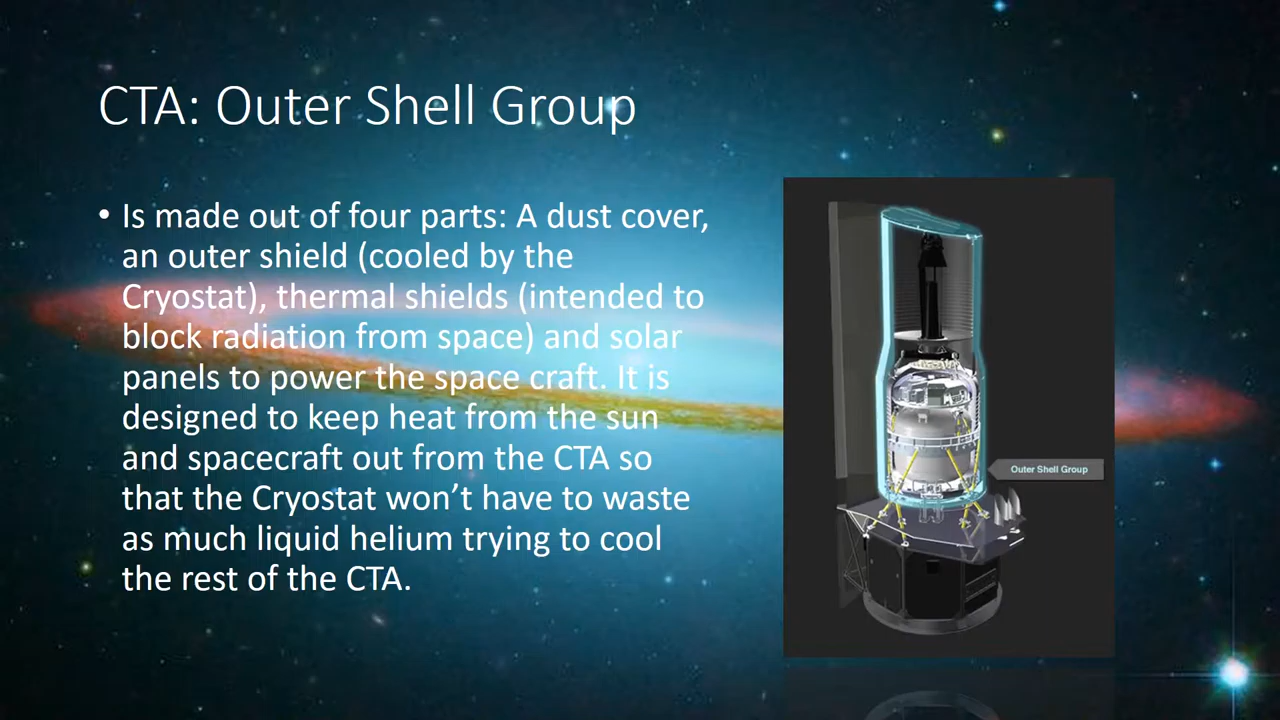 CTA: Outer Shell Group
• Is made out of four parts: A dust cover,
an outer shield (cooled by the
Cryostat), thermal shields (intended to
block radiation from space) and solar
panels to power the space craft. It is
designed to keep heat from the sun
and spacecraft out from the CTA so
that the Cryostat won’t have to waste
as much liquid helium trying to cool
the rest of the CTA.
Outer Shell Group